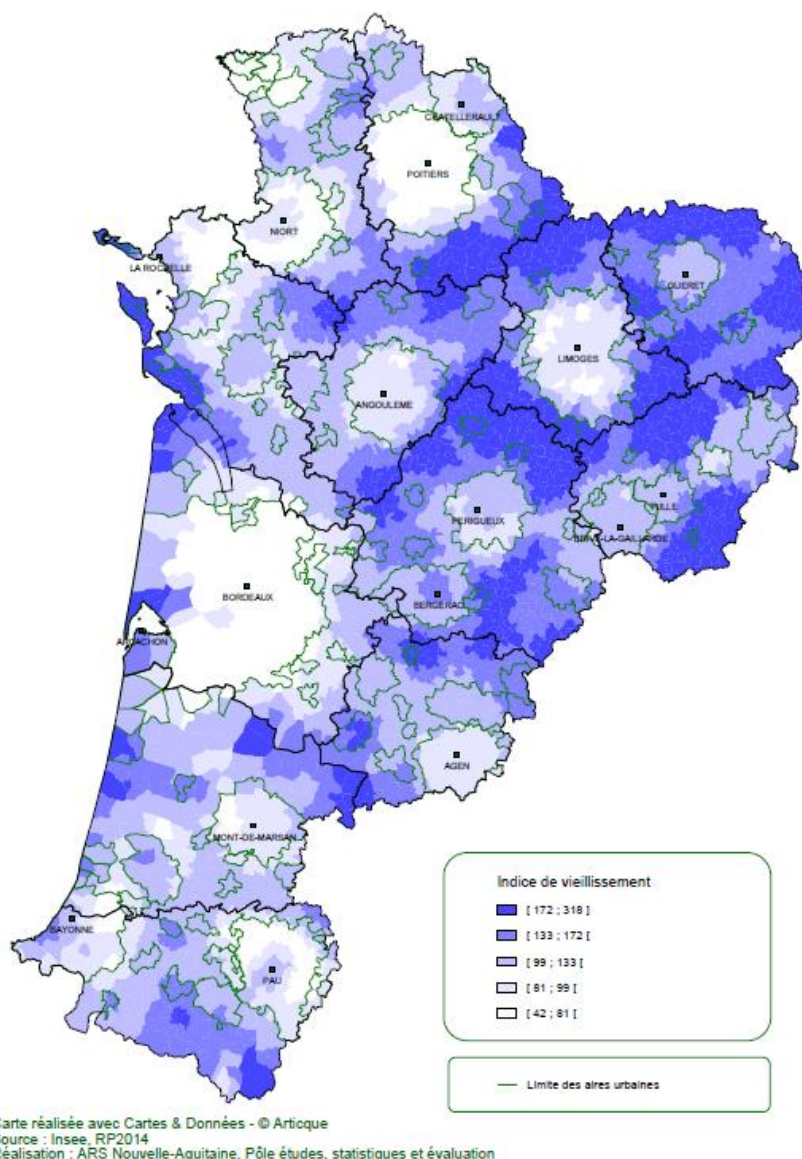 CHATELLERAULT
POITIERS
NIORT
LA ROCHELLE
GUERET
LIMOGES
ANGOULEME
PERIGUEUX
TULLE
BRIVE-LA-GAILLARDE
BORDEAUX
BERGERAC
ARCACHON
AGEN
MONT-DE-MARSAN
BAYONNE
PAU
Indice de vieillissement
[ 172 ; 318 ]
[ 133 ; 172 [
[ 99 ; 133 [
[ 81 ; 99 [
[ 42 ; 81 [
Limite des aires urbaines
Carte réalisée avec Cartes & Données - © Articque
Source : Insee, RP2014
Réalisation : ARS Nouvelle-Aquitaine, Pôle études, statistiques et évaluation